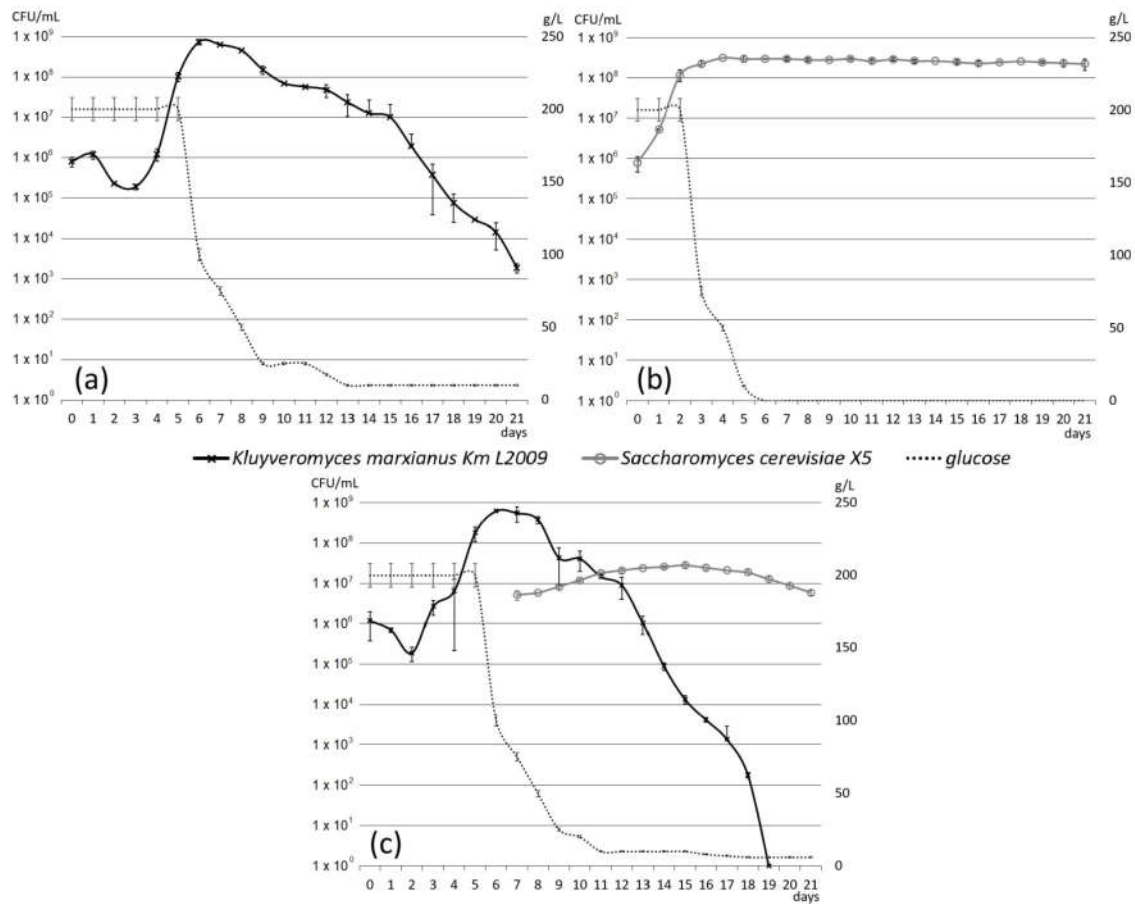 CFU/mL g/L CFU/mL g/L
1 x 10⁹ 250 1 x 10⁹ 250
1 x 10⁸ 1 x 10⁸
200 200
1 x 10⁷ 1 x 10⁷
1 x 10⁶ 1 x 10⁶
150 150
1 x 10⁵ 1 x 10⁵
1 x 10⁴ 1 x 10⁴
100 100
1 x 10³ 1 x 10³
1 x 10² 1 x 10²
50 50
1 x 10¹ 1 x 10¹
(a) (b)
1 x 10⁰ 0 1 x 10⁰ 0
0 1 2 3 4 5 6 7 8 9 10 11 12 13 14 15 16 17 18 19 20 21 0 1 2 3 4 5 6 7 8 9 10 11 12 13 14 15 16 17 18 19 20 21
days days
Kluyveromyces marxianus Km L2009 Saccharomyces cerevisiae X5 glucose
CFU/mL g/L
1 x 10⁹ 250
1 x 10⁸
200
1 x 10⁷
1 x 10⁶
150
1 x 10⁵
1 x 10⁴
100
1 x 10³
1 x 10²
50
1 x 10¹
(c)
1 x 10⁰ 0
0 1 2 3 4 5 6 7 8 9 10 11 12 13 14 15 16 17 18 19 20 21
days